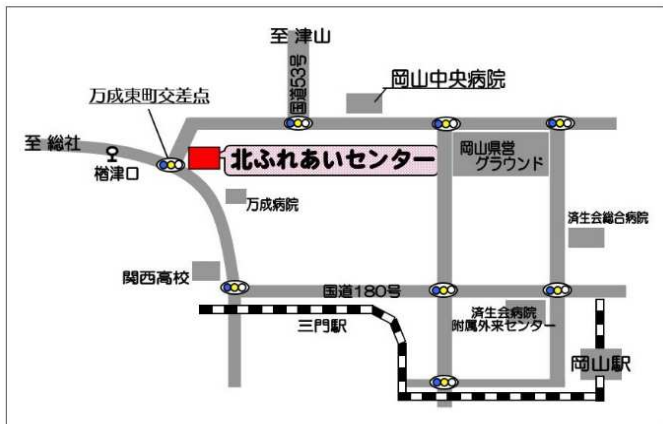 至 津山
国道53号
岡山中央病院
万成東町交差点
至 総社
楢津口
北ふれあいセンター
岡山県営
グラウンド
万成病院
済生会総合病院
関西高校
国道180号
三門駅
済生会病院
附属外来センター
岡山駅